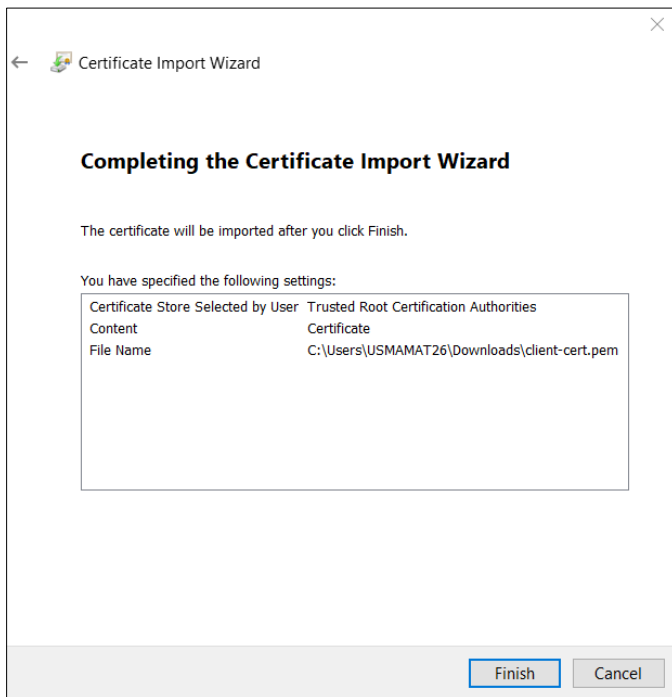 Certificate Import Wizard
Completing the Certificate Import Wizard
The certificate will be imported after you click Finish.
You have specified the following settings:
Certificate Store Selected by User Trusted Root Certification Authorities
Content Certificate
File Name C:\Users\USMAMAT26\Downloads\client-cert.pem
Finish Cancel